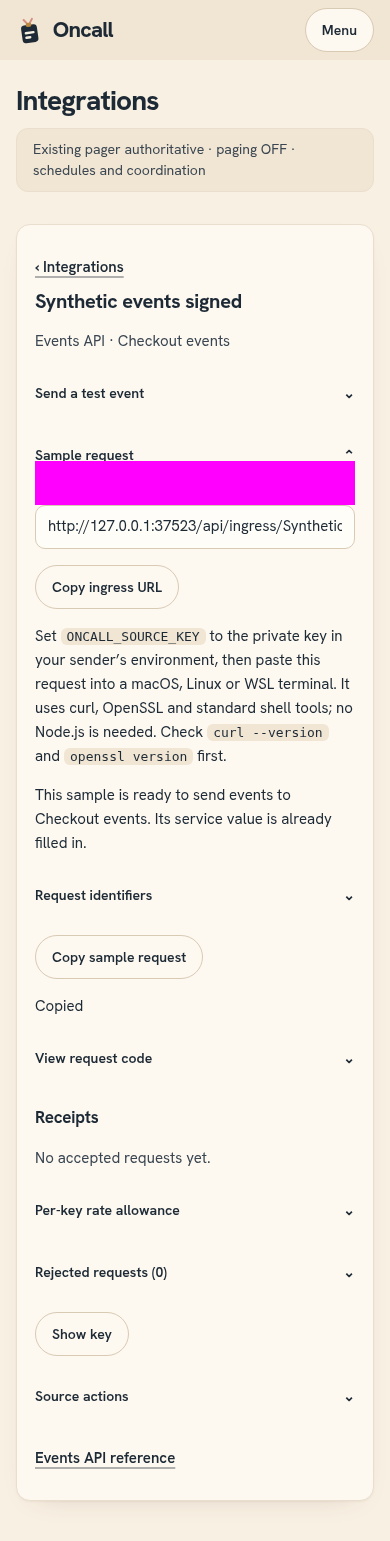 Oncall
Menu
Integrations
Existing pager authoritative · paging OFF ·
schedules and coordination
‹ Integrations
Synthetic events signed
Events API · Checkout events
Send a test event
Sample request
http://127.0.0.1:37523/api/ingress/Synthetic
Copy ingress URL
Set ONCALL_SOURCE_KEY to the private key in
your sender’s environment, then paste this
request into a macOS, Linux or WSL terminal. It
uses curl, OpenSSL and standard shell tools; no
Node.js is needed. Check curl --version
and openssl version first.
This sample is ready to send events to
Checkout events. Its service value is already
filled in.
Request identifiers
Copy sample request
Copied
View request code
Receipts
No accepted requests yet.
Per-key rate allowance
Rejected requests (0)
Show key
Source actions
Events API reference